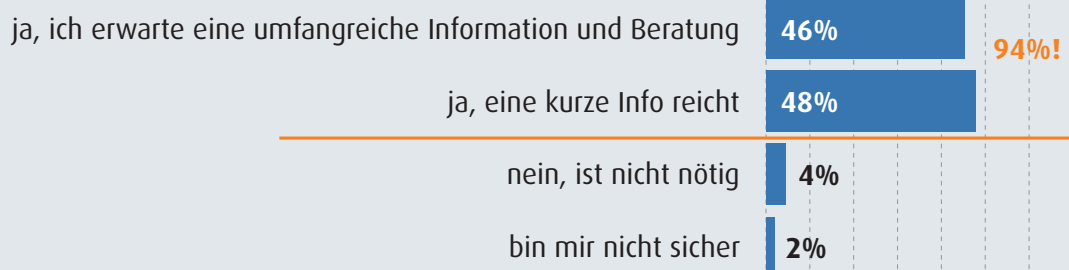 ja, ich erwarte eine umfangreiche Information und Beratung 46%
94%!
ja, eine kurze Info reicht 48%
nein, ist nicht nötig 4%
bin mir nicht sicher 2%